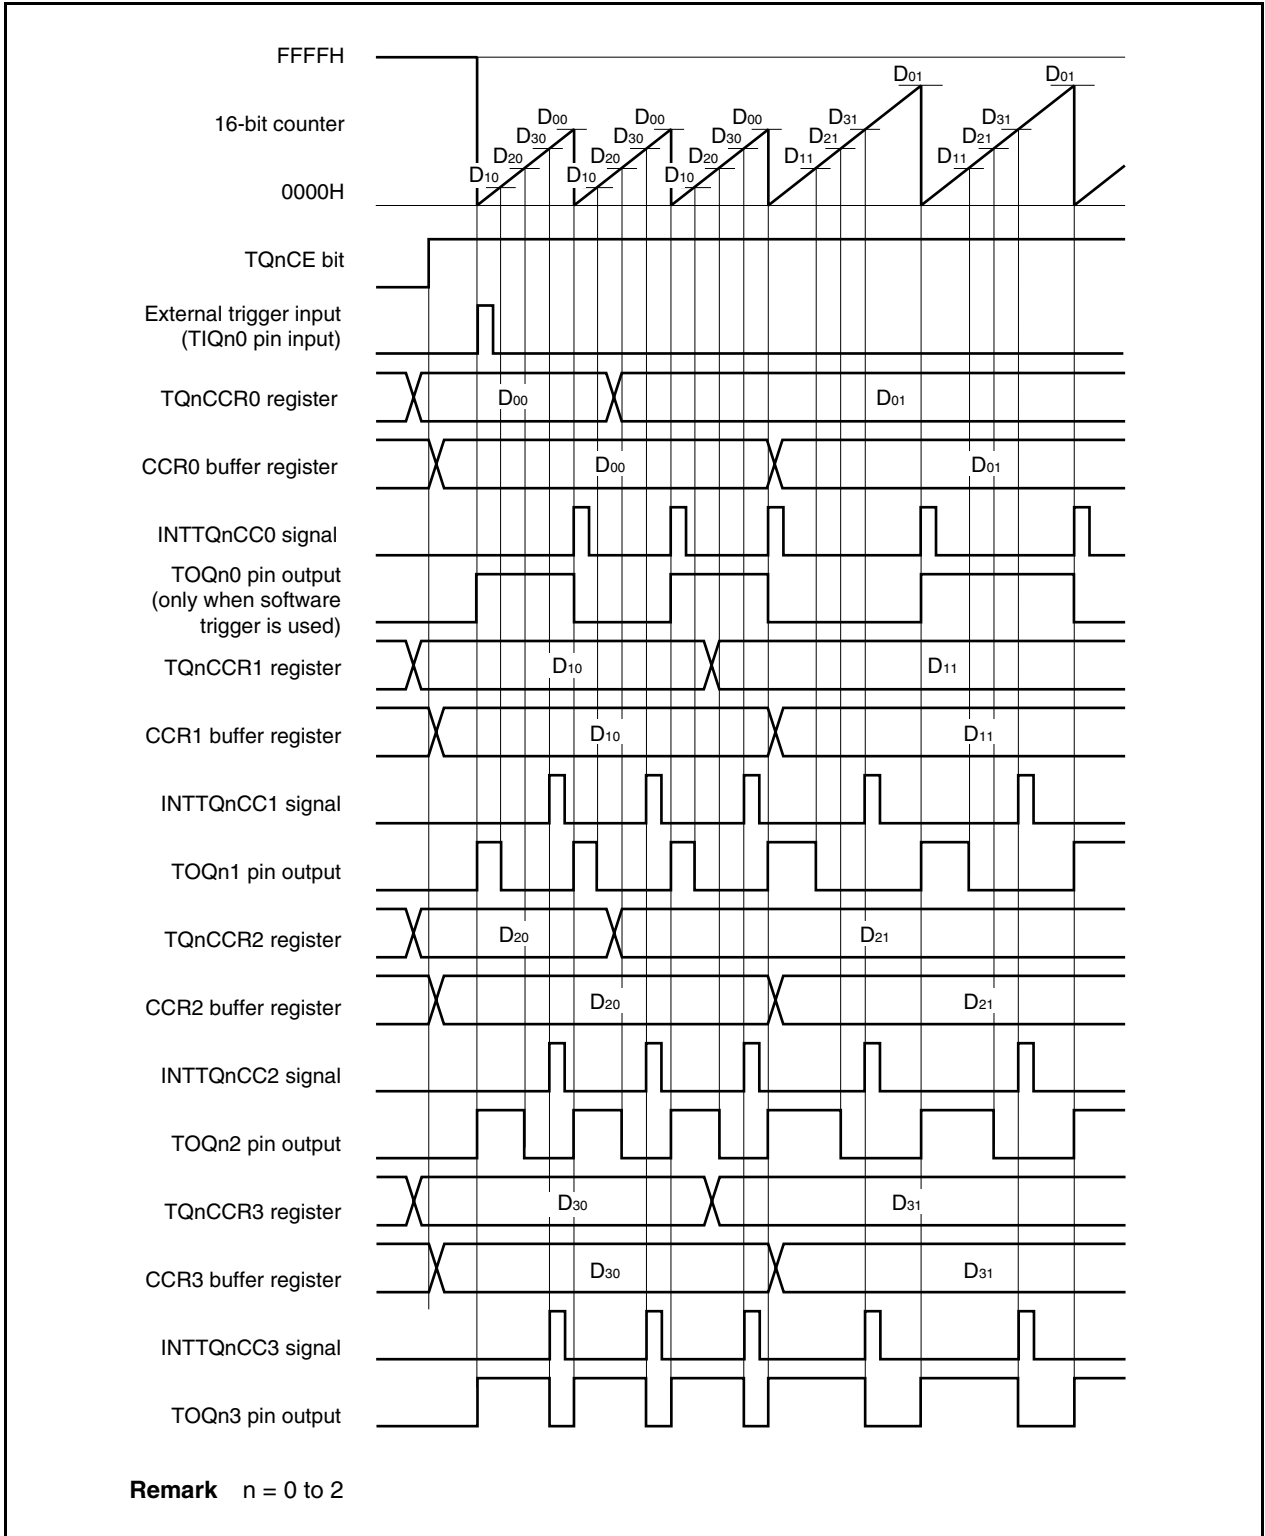 FFFFH
D01 D01
16-bit counter
D00 D00 D00 D31 D31
D30 D30 D30 D21 D21
D20 D20 D20 D11 D11
D10 D10 D10
0000H
TQnCE bit
External trigger input
(TIQn0 pin input)
TQnCCR0 register D00 D01
CCR0 buffer register D00 D01
INTTQnCC0 signal
TOQn0 pin output
(only when software
trigger is used)
TQnCCR1 register D10 D11
CCR1 buffer register D10 D11
INTTQnCC1 signal
TOQn1 pin output
TQnCCR2 register D20 D21
CCR2 buffer register D20 D21
INTTQnCC2 signal
TOQn2 pin output
TQnCCR3 register D30 D31
CCR3 buffer register D30 D31
INTTQnCC3 signal
TOQn3 pin output
Remark n = 0 to 2